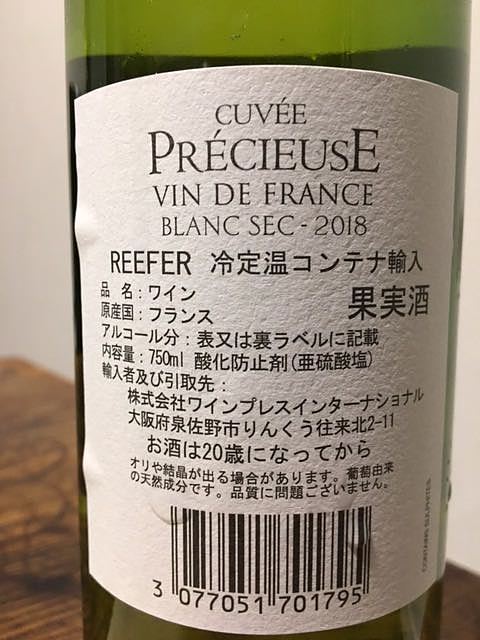 CUVÉE
PRÉCIEUSE
VIN DE FRANCE
BLANC SEC - 2018
REEFER 冷定温コンテナ輸入
品 名：ワイン 果実酒
原産国：フランス
アルコール分：表又は裏ラベルに記載
内容量：750ml 酸化防止剤(亜硫酸塩)
輸入者及び引取先：
株式会社ワインプレスインターナショナル
大阪府泉佐野市りんくう往来北2-11
お酒は20歳になってから
オリや結晶が出る場合があります。葡萄由来
の天然成分です。品質に問題ございません。
CONTAINS SULPHITES
3 077051 701795